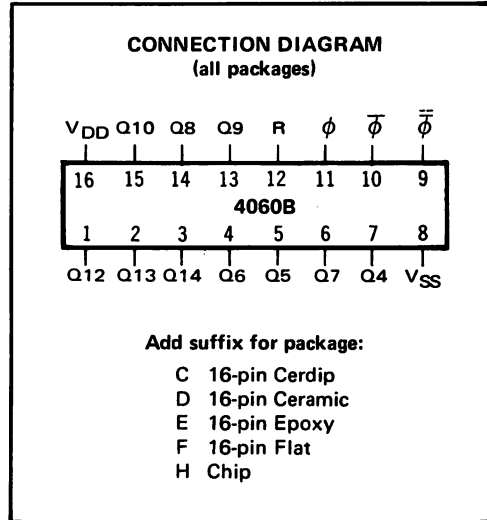 CONNECTION DIAGRAM
(all packages)
VDD Q10 Q8 Q9 R ϕ ϕ̅ ϕ̿
16 15 14 13 12 11 10 9
4060B
1 2 3 4 5 6 7 8
Q12 Q13 Q14 Q6 Q5 Q7 Q4 VSS
Add suffix for package:
C 16-pin Cerdip
D 16-pin Ceramic
E 16-pin Epoxy
F 16-pin Flat
H Chip